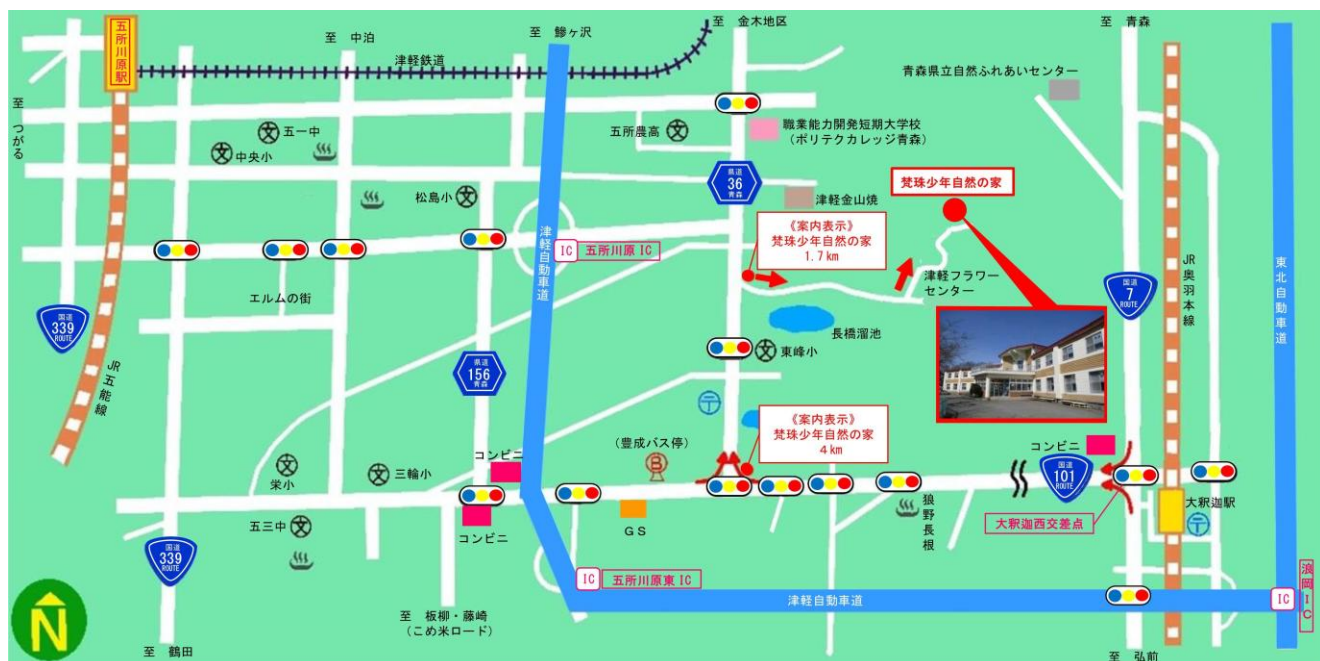 五所川原駅
至 つがる
至 中泊
津軽鉄道
至 鰺ヶ沢
至 金木地区
至 青森
青森県立自然ふれあいセンター
五一中
中央小
五所農高
職業能力開発短期大学校
(ポリテクカレッジ青森)
松島小
県道
36
青森
津軽金山焼
梵珠少年自然の家
《案内表示》
梵珠少年自然の家
1.7km
津軽自動車道
IC
五所川原IC
津軽フラワー
センター
国道
7
ROUTE
JR奥羽本線
東北自動車道
エルムの街
国道
339
ROUTE
長橋溜池
東峰小
県道
156
青森
JR五能線
《案内表示》
梵珠少年自然の家
4km
(豊成バス停)
B
コンビニ
コンビニ
国道
101
ROUTE
栄小
三輪小
五三中
コンビニ
GS
狼野長根
大釈迦西交差点
大釈迦駅
国道
339
ROUTE
IC
五所川原東IC
津軽自動車道
IC
浪岡IC
N
至 板柳・藤崎
(こめ米ロード)
至 鶴田
至 弘前